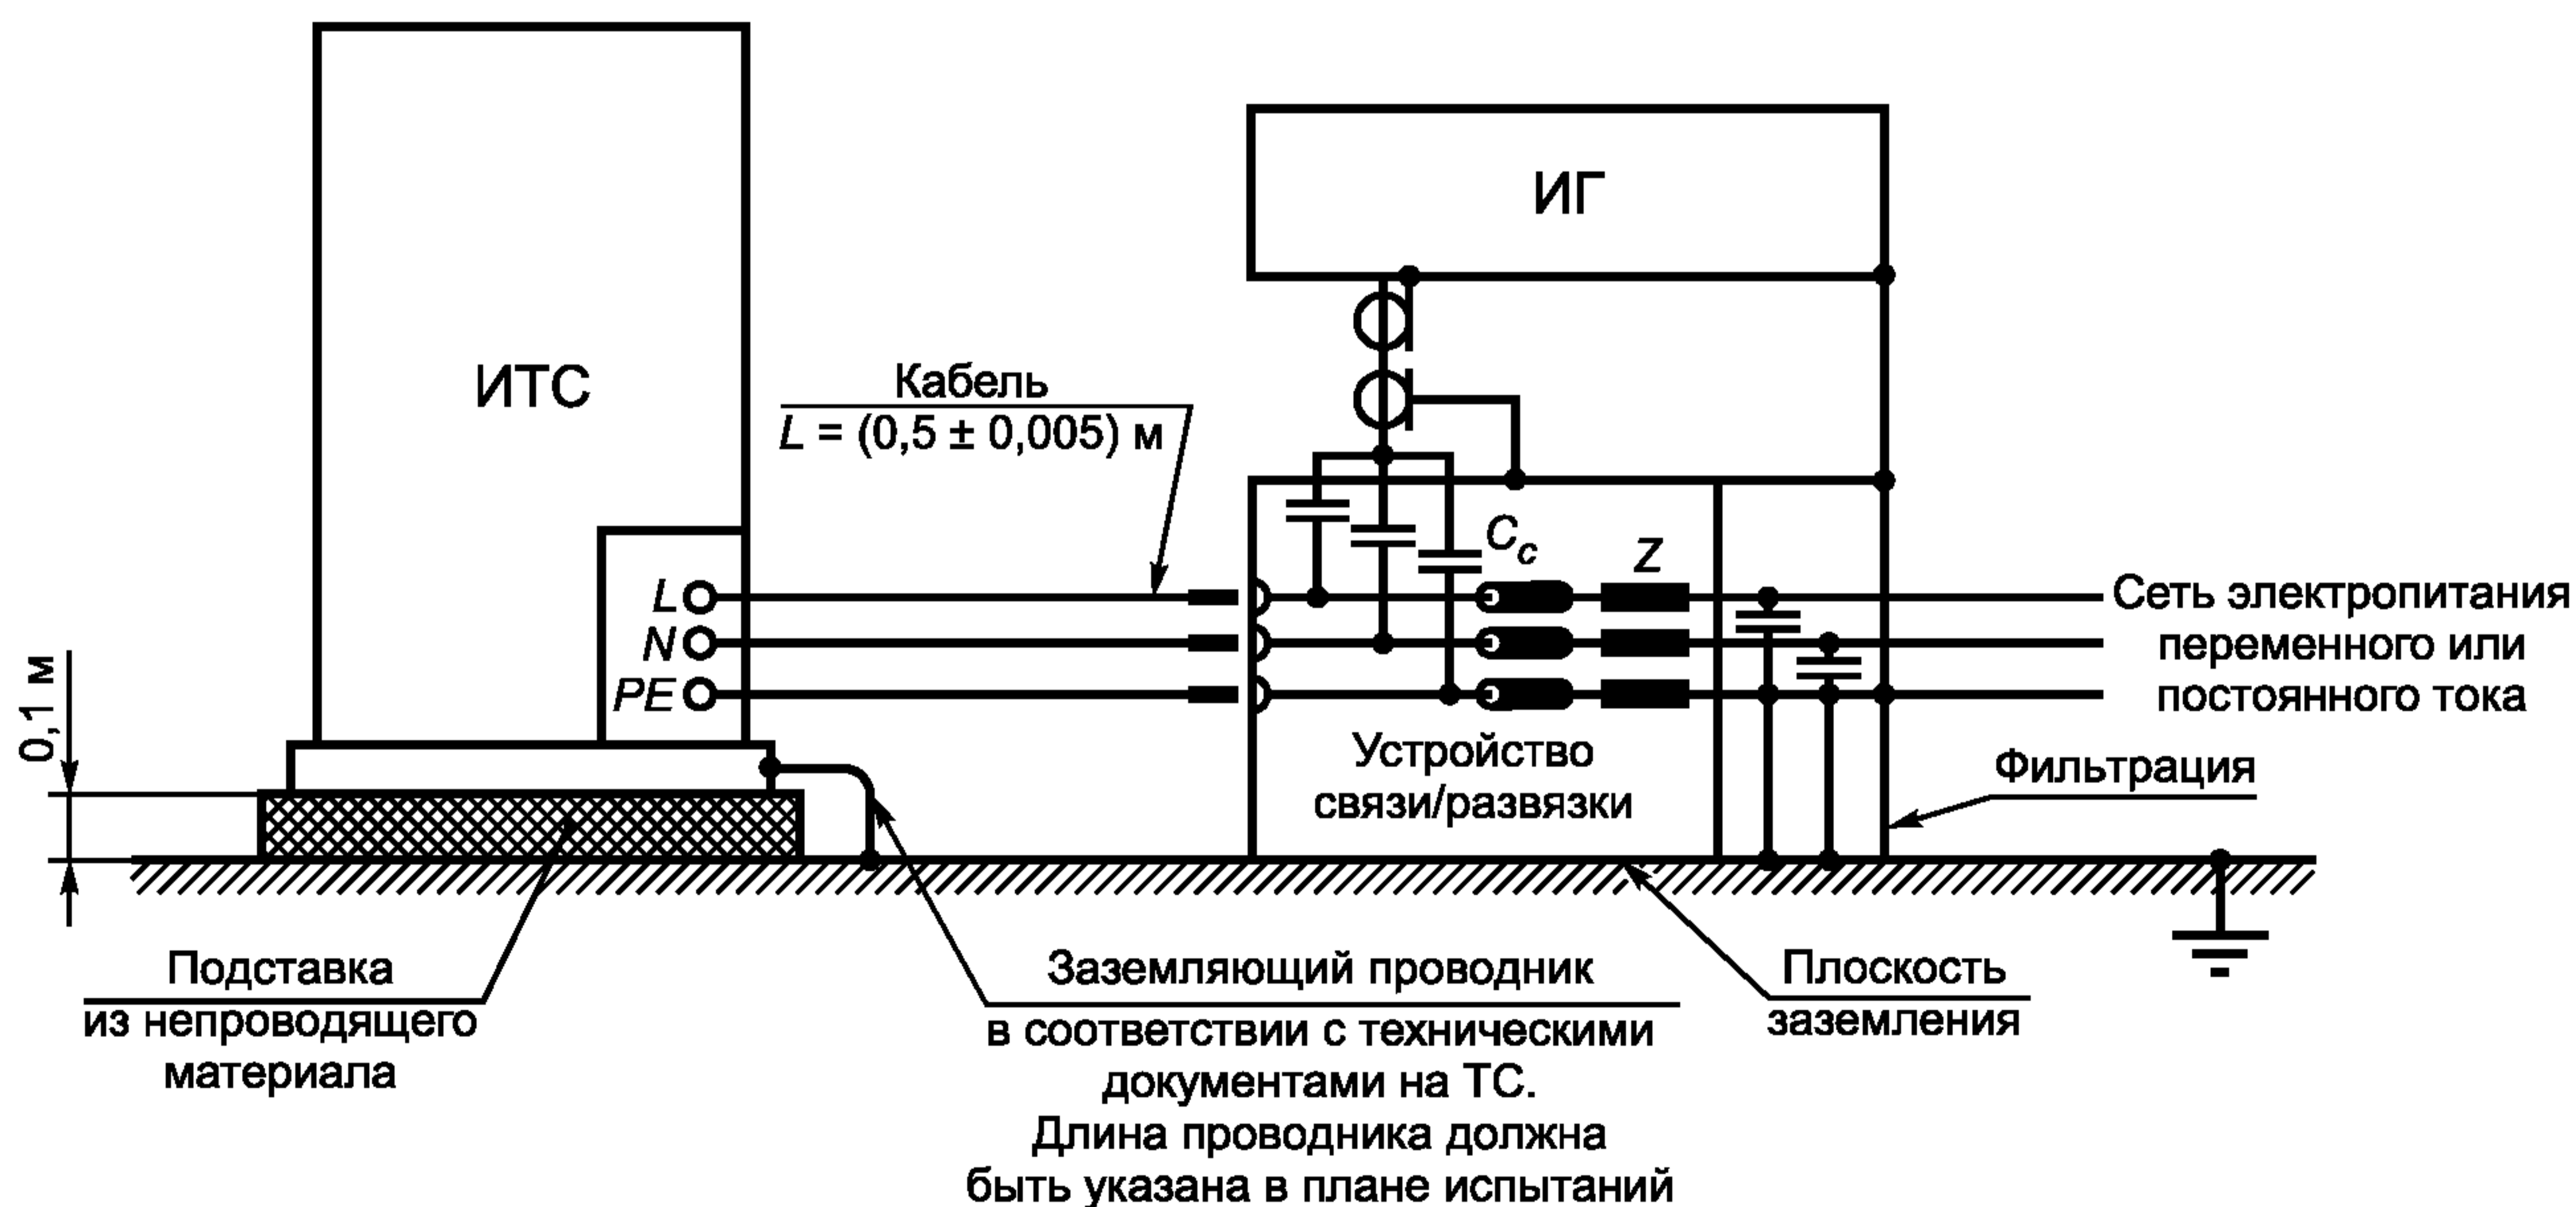 ИГ
ИТС
Кабель
L = (0,5 ± 0,005) м
Cc
Z
L
N
PE
Сеть электропитания
переменного или
постоянного тока
0,1 м
Устройство
связи/развязки
Фильтрация
Подставка
из непроводящего
материала
Заземляющий проводник
в соответствии с техническими
документами на ТС.
Длина проводника должна
быть указана в плане испытаний
Плоскость
заземления